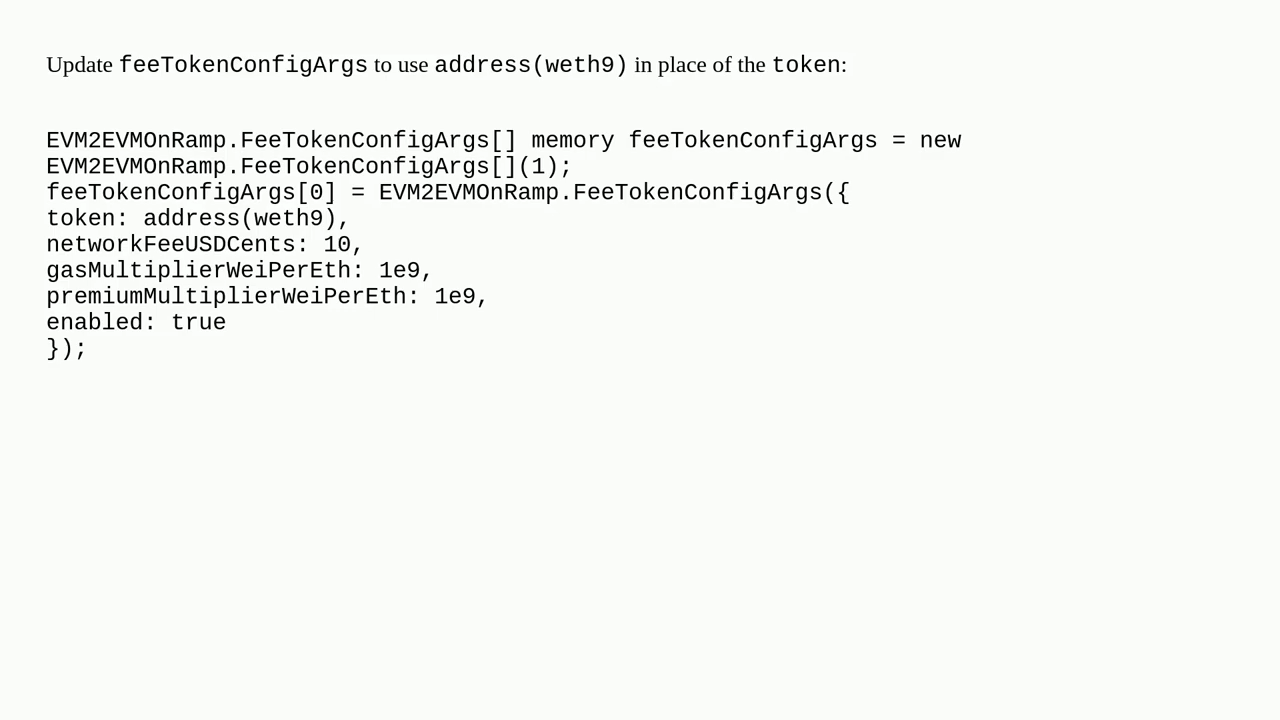 Update feeTokenConfigArgs to use address(weth9) in place of the token:
EVM2EVMOnRamp.FeeTokenConfigArgs[] memory feeTokenConfigArgs = new
EVM2EVMOnRamp.FeeTokenConfigArgs[](1);
feeTokenConfigArgs[0] = EVM2EVMOnRamp.FeeTokenConfigArgs({
token: address(weth9),
networkFeeUSDCents: 10,
gasMultiplierWeiPerEth: 1e9,
premiumMultiplierWeiPerEth: 1e9,
enabled: true
});